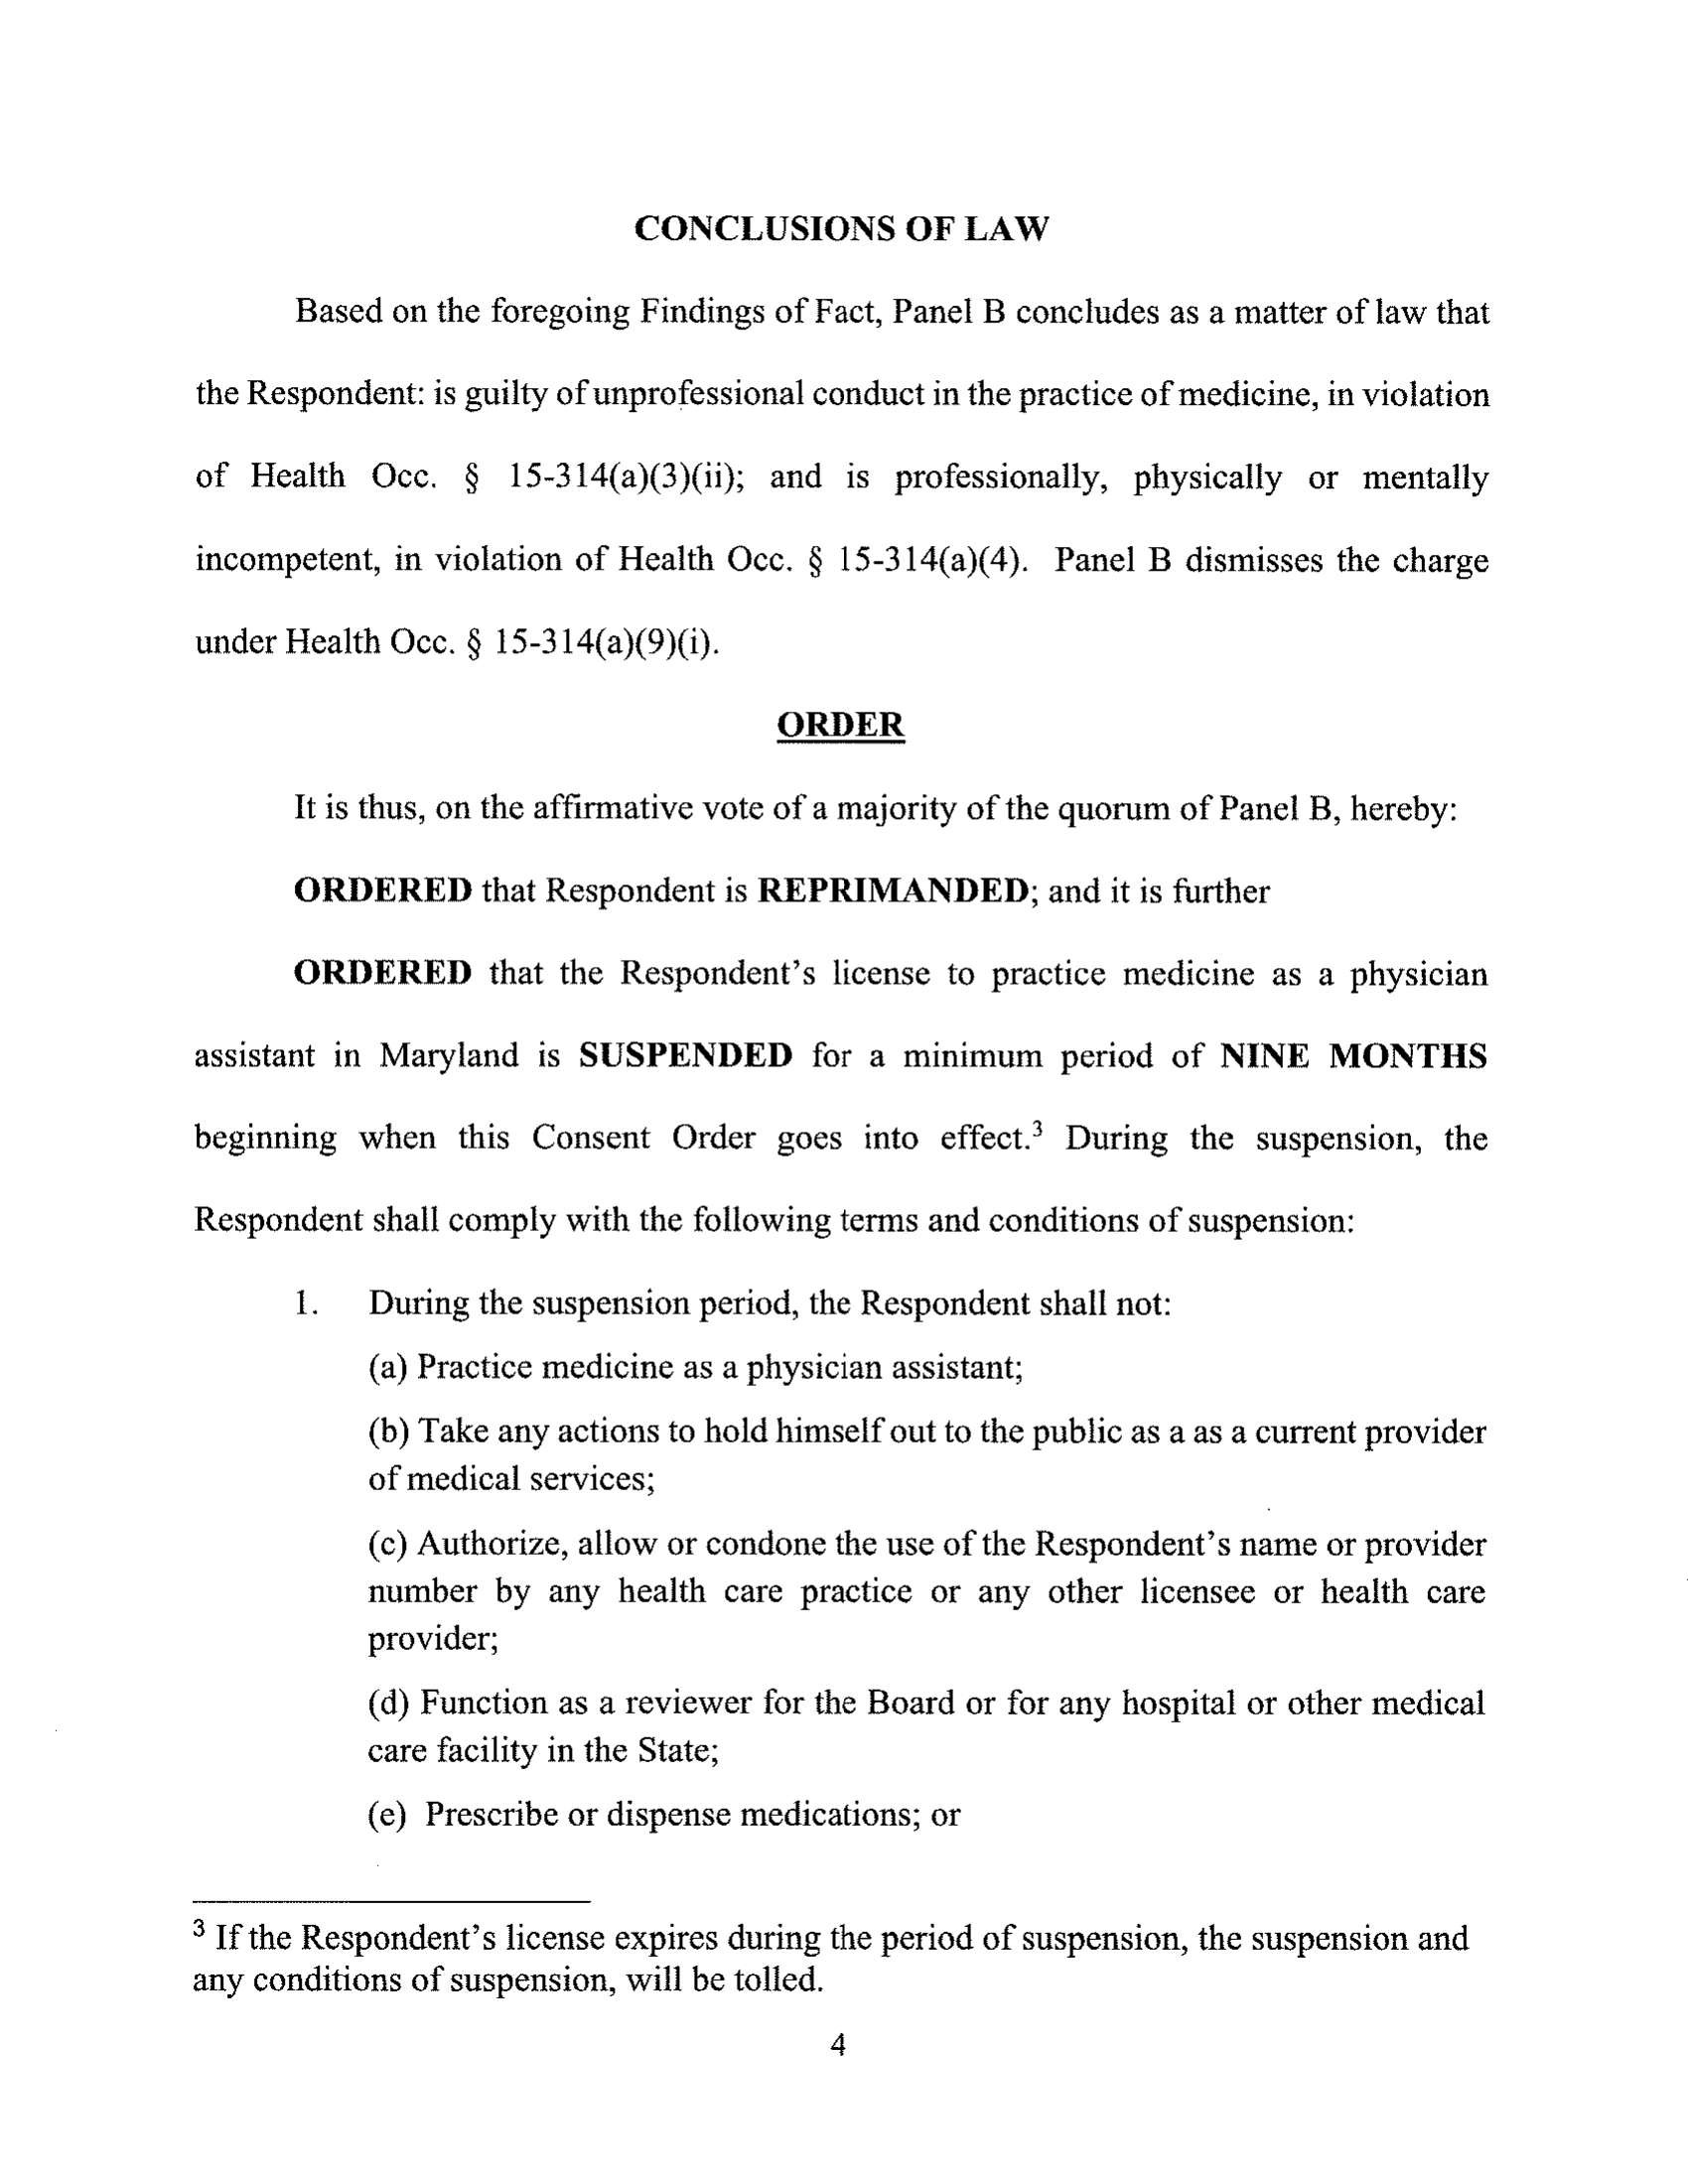 CONCLUSIONS OF LAW
Based on the foregoing Findings of Fact, Panel B concludes as a matter of law that
the Respondent: is guilty of unprofessional conduct in the practice of medicine, in violation
of Health Occ. § 15-314(a)(3)(ii); and is professionally, physically or mentally
incompetent, in violation of Health Occ. § 15-314(a)(4). Panel B dismisses the charge
under Health Occ. § 15-314(a)(9)(i).
ORDER
It is thus, on the affirmative vote of a majority of the quorum of Panel B, hereby:
ORDERED that Respondent is REPRIMANDED; and it is further
ORDERED that the Respondent's license to practice medicine as a physician
assistant in Maryland is SUSPENDED for a minimum period of NINE MONTHS
beginning when this Consent Order goes into effect.³ During the suspension, the
Respondent shall comply with the following terms and conditions of suspension:
1. During the suspension period, the Respondent shall not:
(a) Practice medicine as a physician assistant;
(b) Take any actions to hold himself out to the public as a as a current provider
of medical services;
(c) Authorize, allow or condone the use of the Respondent's name or provider
number by any health care practice or any other licensee or health care
provider;
(d) Function as a reviewer for the Board or for any hospital or other medical
care facility in the State;
(e) Prescribe or dispense medications; or
³ If the Respondent's license expires during the period of suspension, the suspension and
any conditions of suspension, will be tolled.
4